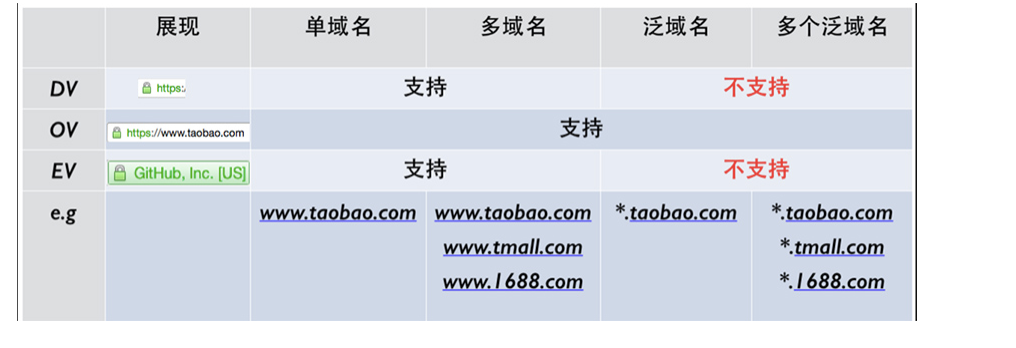 展现 单域名 多域名 泛域名 多个泛域名
DV https: 支持 不支持
OV https://www.taobao.com 支持
EV GitHub, Inc. [US] 支持 不支持
e.g www.taobao.com www.taobao.com *.taobao.com *.taobao.com
www.tmall.com *.tmall.com
www.1688.com *.1688.com